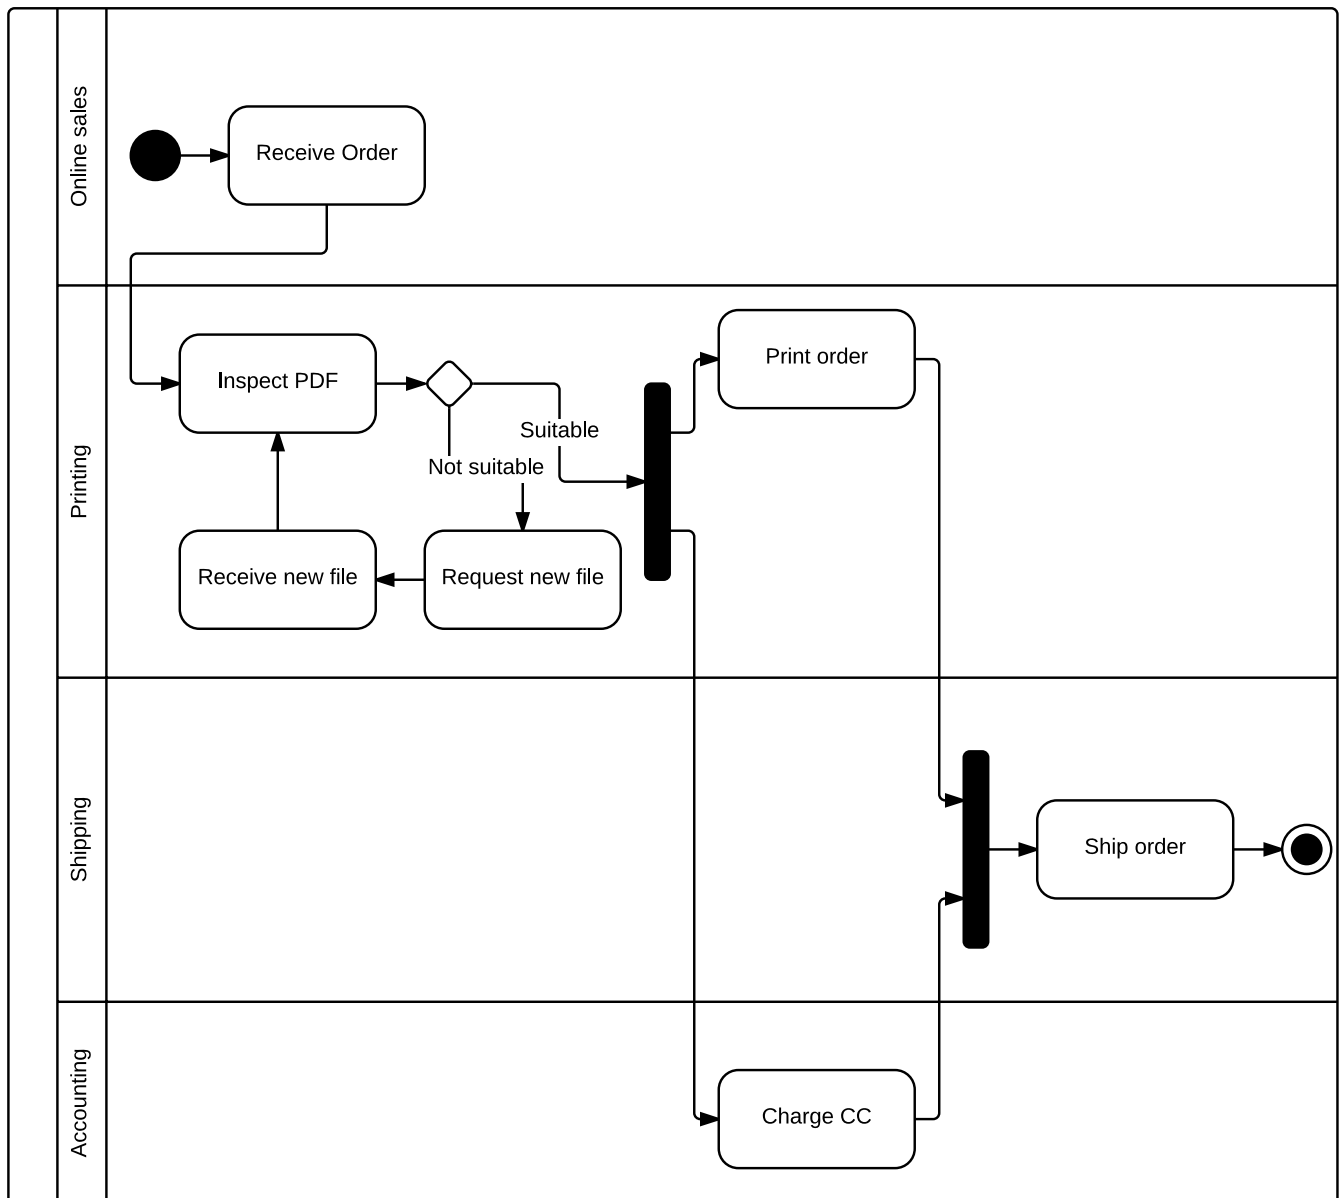 Online sales
Receive Order
Printing
Inspect PDF
Suitable
Not suitable
Print order
Receive new file
Request new file
Shipping
Ship order
Accounting
Charge CC